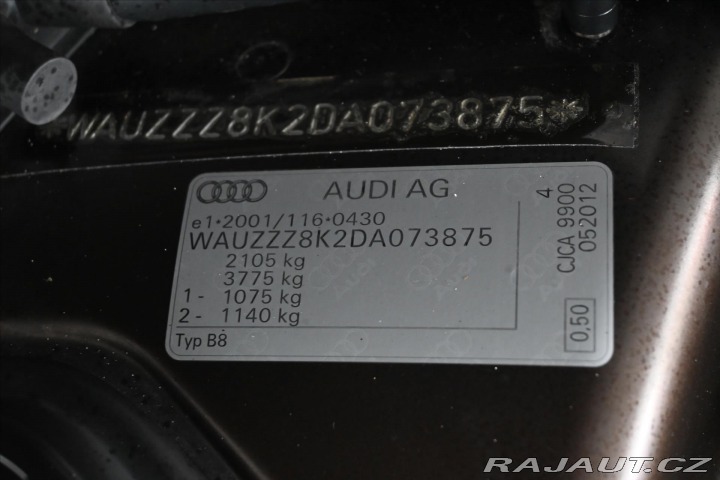 *WAUZZZ8K2DA073875*
AUDI AG
e1*2001/116*0430
WAUZZZ8K2DA073875
2105 kg
3775 kg
1 - 1075 kg
2 - 1140 kg
Typ B8
4
CJCA 9900
052012
0,50
RAJAUT.CZ